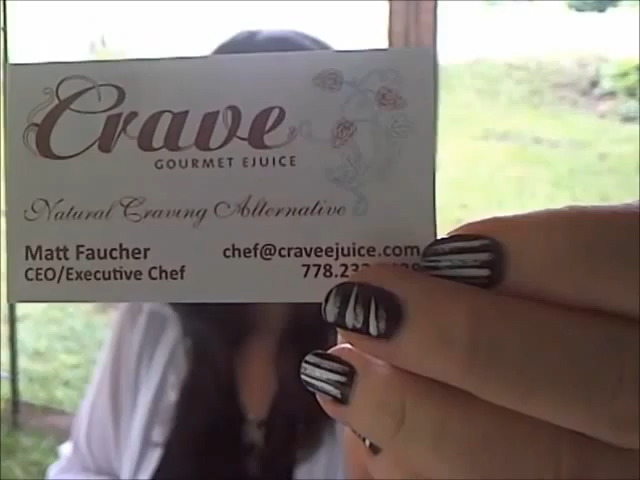 Crave
GOURMET EJUICE
Natural Craving Alternative
Matt Faucher
chef@craveejuice.com
CEO/Executive Chef